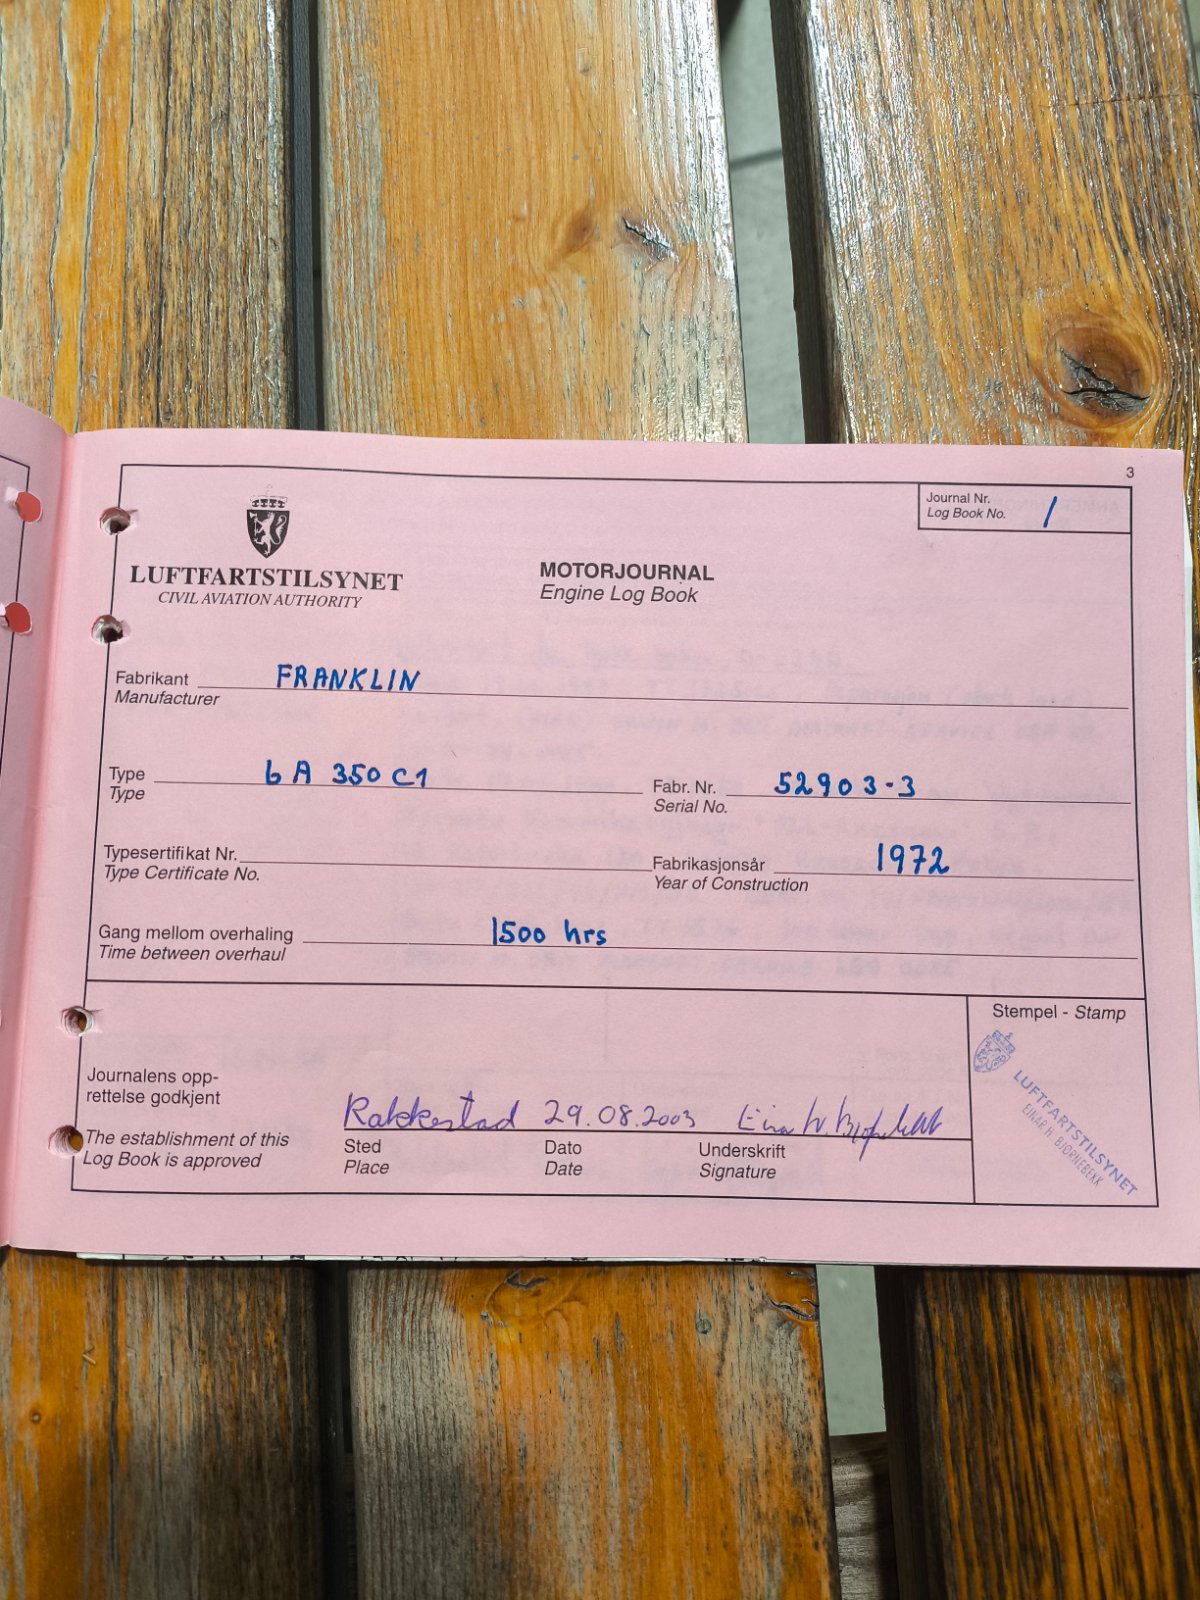 3
Journal Nr.
Log Book No. 1
LUFTFARTSTILSYNET
CIVIL AVIATION AUTHORITY
MOTORJOURNAL
Engine Log Book
Fabrikant FRANKLIN
Manufacturer
Type 6A 350 C1
Type
Fabr. Nr. 52903-3
Serial No.
Typesertifikat Nr.
Type Certificate No.
Fabrikasjonsår 1972
Year of Construction
Gang mellom overhaling 1500 hrs
Time between overhaul
Journalens opp-
rettelse godkjent
The establishment of this
Log Book is approved
Rakkestad 29.08.2003
Sted Dato Underskrift
Place Date Signature
Stempel - Stamp
LUFTFARTSTILSYNET
EINAR H. BJØRNEBEKK